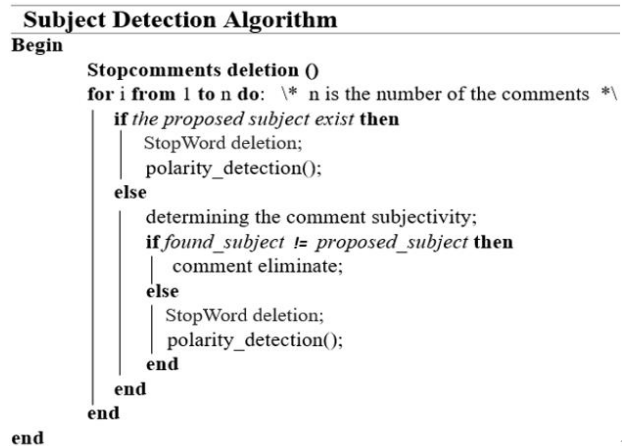 Subject Detection Algorithm
Begin
Stopcomments deletion ()
for i from 1 to n do: \* n is the number of the comments *\
if the proposed subject exist then
StopWord deletion;
polarity_detection();
else
determining the comment subjectivity;
if found_subject != proposed_subject then
comment eliminate;
else
StopWord deletion;
polarity_detection();
end
end
end
end